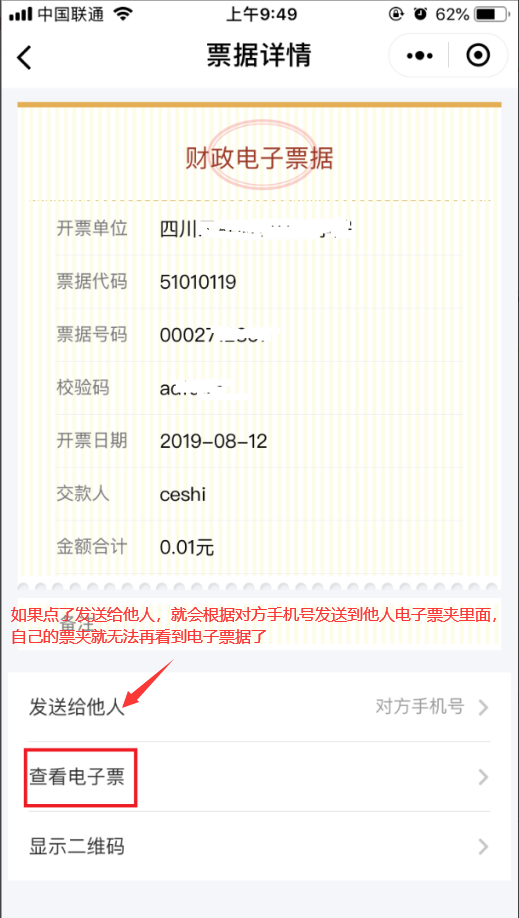 中国联通 上午9:49 62%
票据详情
财政电子票据
开票单位 四川
票据代码 51010119
票据号码 00027
校验码
开票日期 2019-08-12
交款人 ceshi
金额合计 0.01元
如果点了发送给他人，就会根据对方手机号发送到他人电子票夹里面，
自己的票夹就无法再看到电子票据了
备注
发送给他人 对方手机号
查看电子票
显示二维码